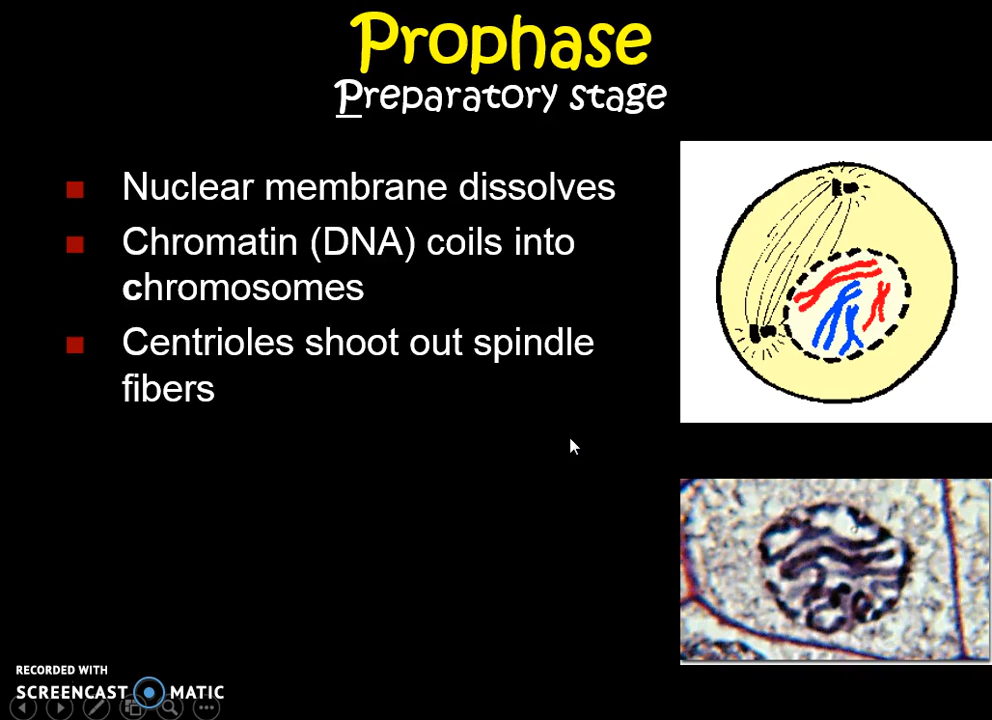 Prophase
Preparatory stage
Nuclear membrane dissolves
Chromatin (DNA) coils into
chromosomes
Centrioles shoot out spindle
fibers
RECORDED WITH
SCREENCAST MATIC